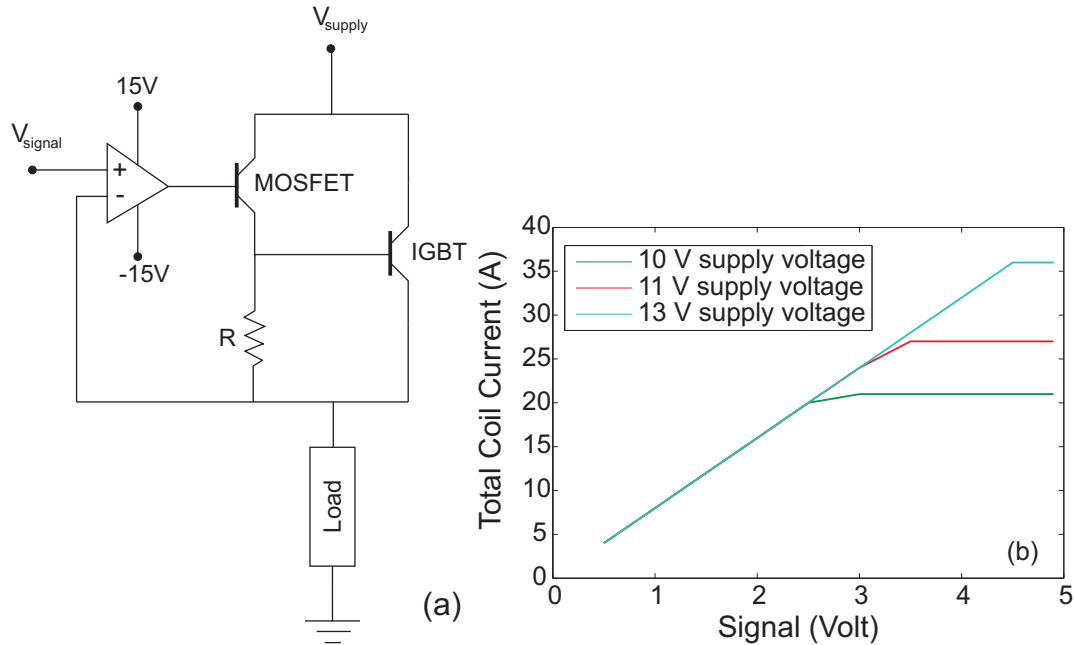 V_supply
15V
V_signal
+
-
MOSFET
-15V
IGBT
R
Load
(a)
40
35
30
25
20
15
10
5
0
Total Coil Current (A)
10 V supply voltage
11 V supply voltage
13 V supply voltage
(b)
0 1 2 3 4 5
Signal (Volt)